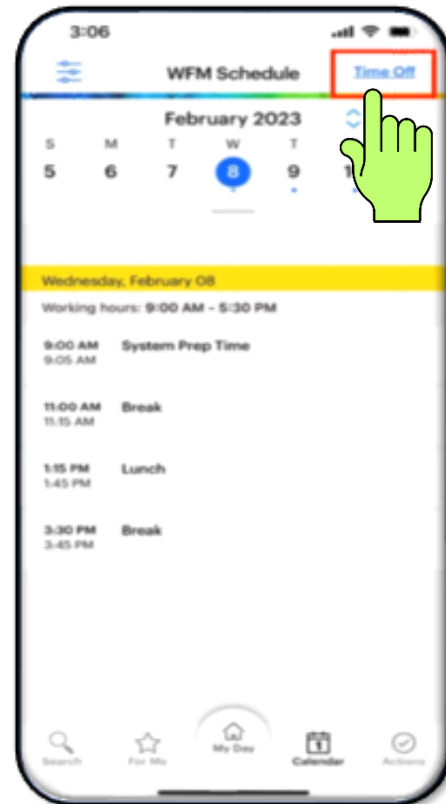 3:06
WFM Schedule Time Off
February 2023
S M T W T
5 6 7 8 9 1
Wednesday, February 08
Working hours: 9:00 AM - 5:30 PM
9:00 AM System Prep Time
9:05 AM
11:00 AM Break
11:15 AM
1:15 PM Lunch
1:45 PM
3:30 PM Break
3:45 PM
Search For Me My Day 1 Calendar Actions